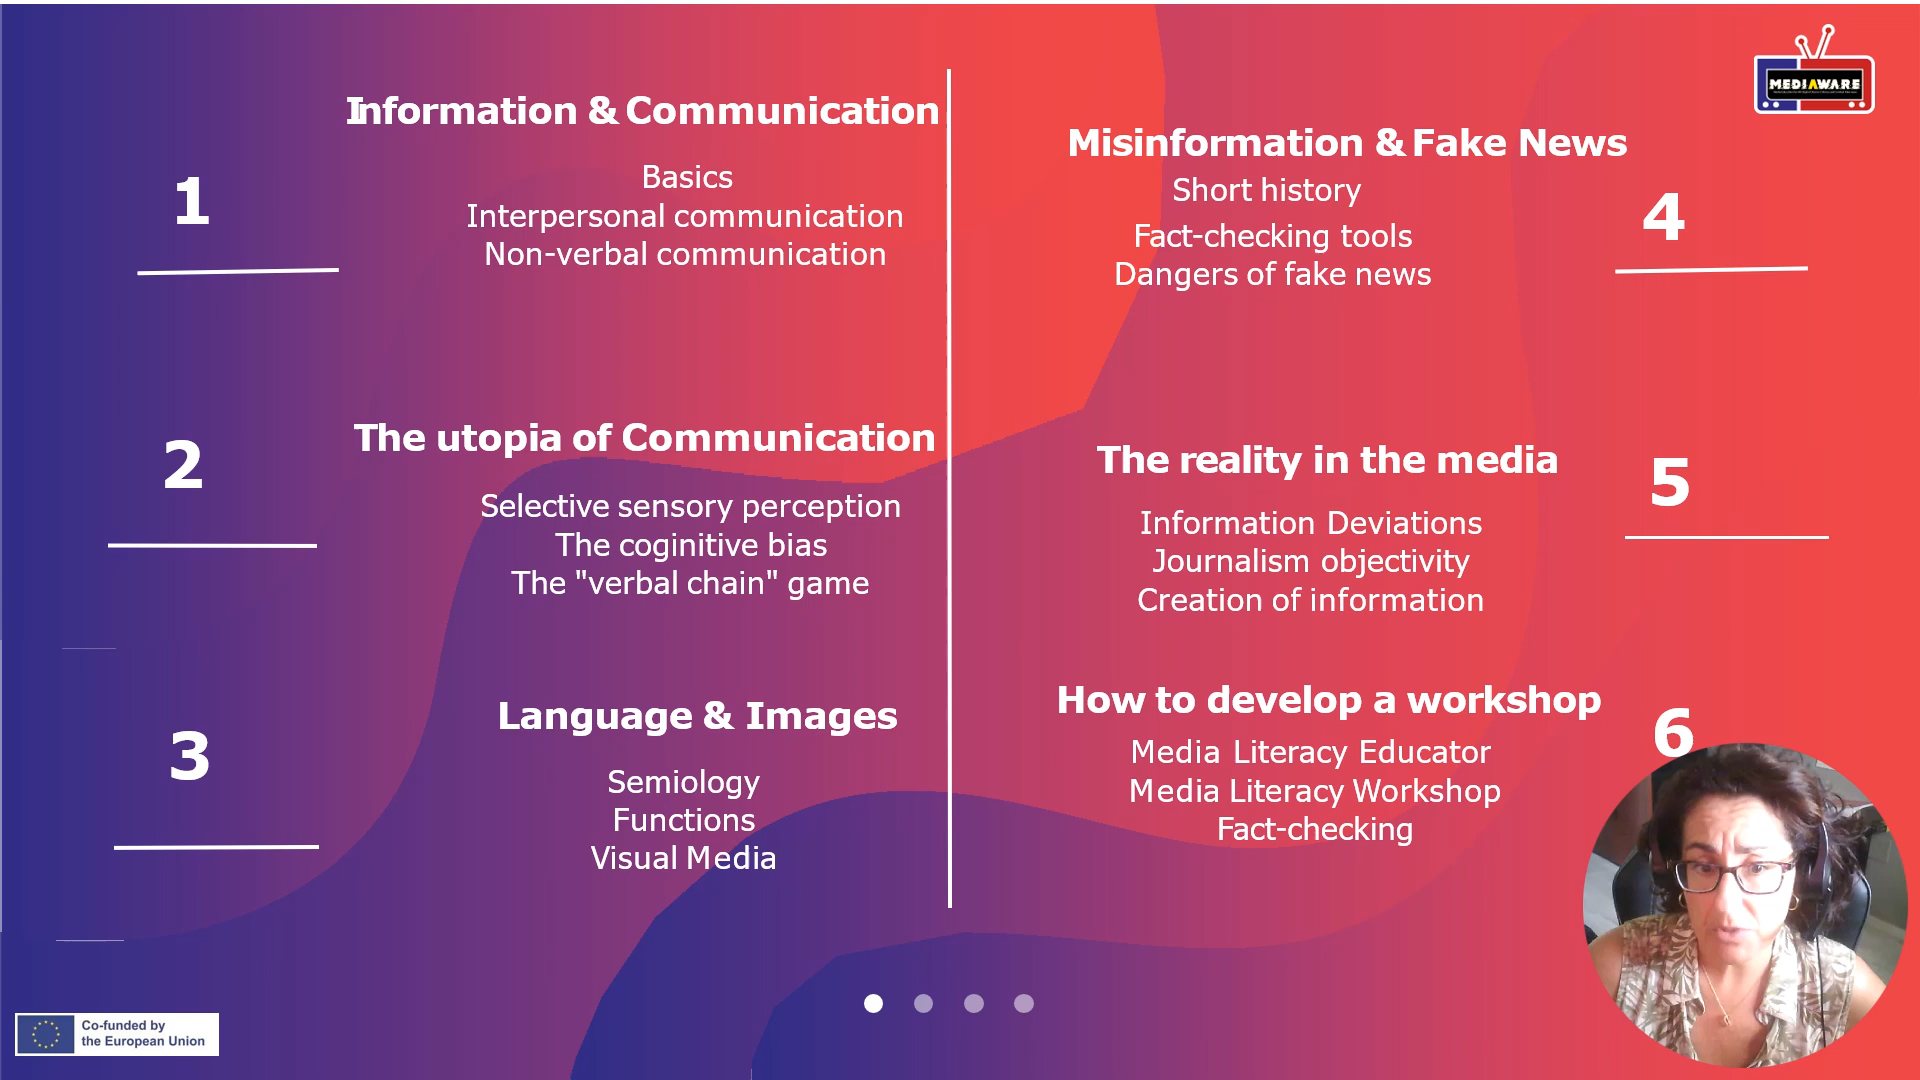 Information & Communication
1
Basics
Interpersonal communication
Non-verbal communication
2
The utopia of Communication
Selective sensory perception
The coginitive bias
The "verbal chain" game
3
Language & Images
Semiology
Functions
Visual Media
MEDIAWARE
Misinformation & Fake News
Short history
4
Fact-checking tools
Dangers of fake news
The reality in the media
5
Information Deviations
Journalism objectivity
Creation of information
How to develop a workshop
6
Media Literacy Educator
Media Literacy Workshop
Fact-checking
Co-funded by
the European Union